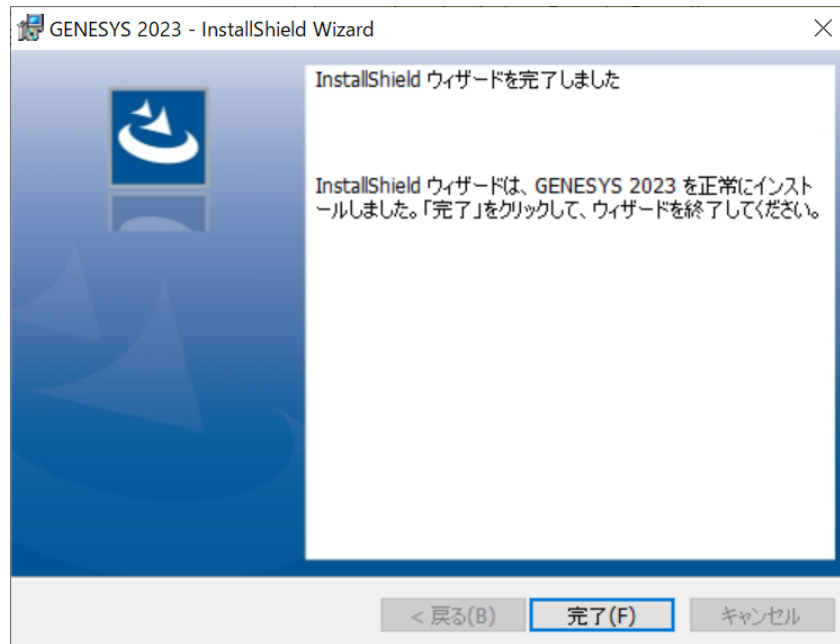 GENESYS 2023 - InstallShield Wizard
InstallShield ウィザードを完了しました
InstallShield ウィザードは、GENESYS 2023 を正常にインスト
ールしました。「完了」をクリックして、ウィザードを終了してください。
< 戻る(B) 完了(F) キャンセル